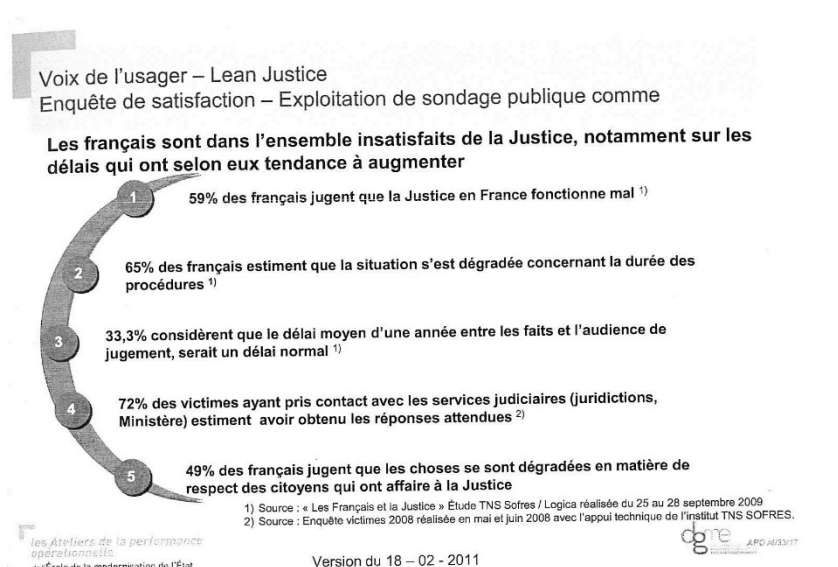 Voix de l'usager – Lean Justice
Enquête de satisfaction – Exploitation de sondage publique comme
Les français sont dans l'ensemble insatisfaits de la Justice, notamment sur les
délais qui ont selon eux tendance à augmenter
1
59% des français jugent que la Justice en France fonctionne mal 1)
2
65% des français estiment que la situation s'est dégradée concernant la durée des
procédures 1)
3
33,3% considèrent que le délai moyen d'une année entre les faits et l'audience de
jugement, serait un délai normal 1)
4
72% des victimes ayant pris contact avec les services judiciaires (juridictions,
Ministère) estiment avoir obtenu les réponses attendues 2)
5
49% des français jugent que les choses se sont dégradées en matière de
respect des citoyens qui ont affaire à la Justice
1) Source : « Les Français et la Justice » Étude TNS Sofres / Logica réalisée du 25 au 28 septembre 2009
2) Source : Enquête victimes 2008 réalisée en mai et juin 2008 avec l'appui technique de l'institut TNS SOFRES.
les Ateliers de la performance
opérationnelle
de l'École de la modernisation de l'État
dgme
Version du 18 – 02 - 2011